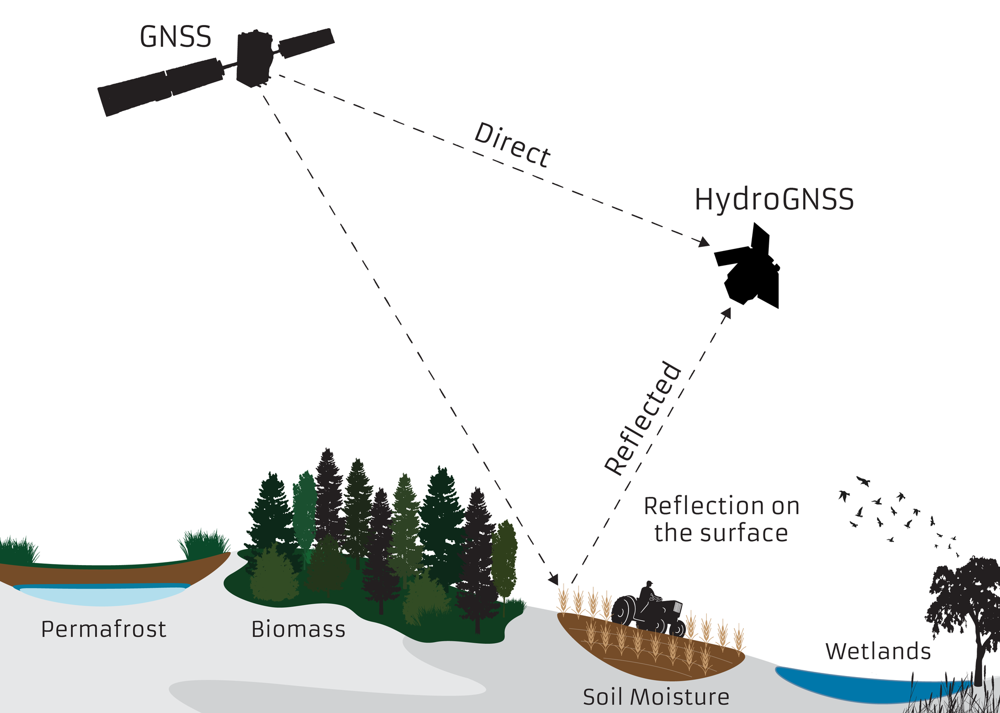 GNSS
Direct
HydroGNSS
Reflected
Reflection on
the surface
Permafrost
Biomass
Wetlands
Soil Moisture